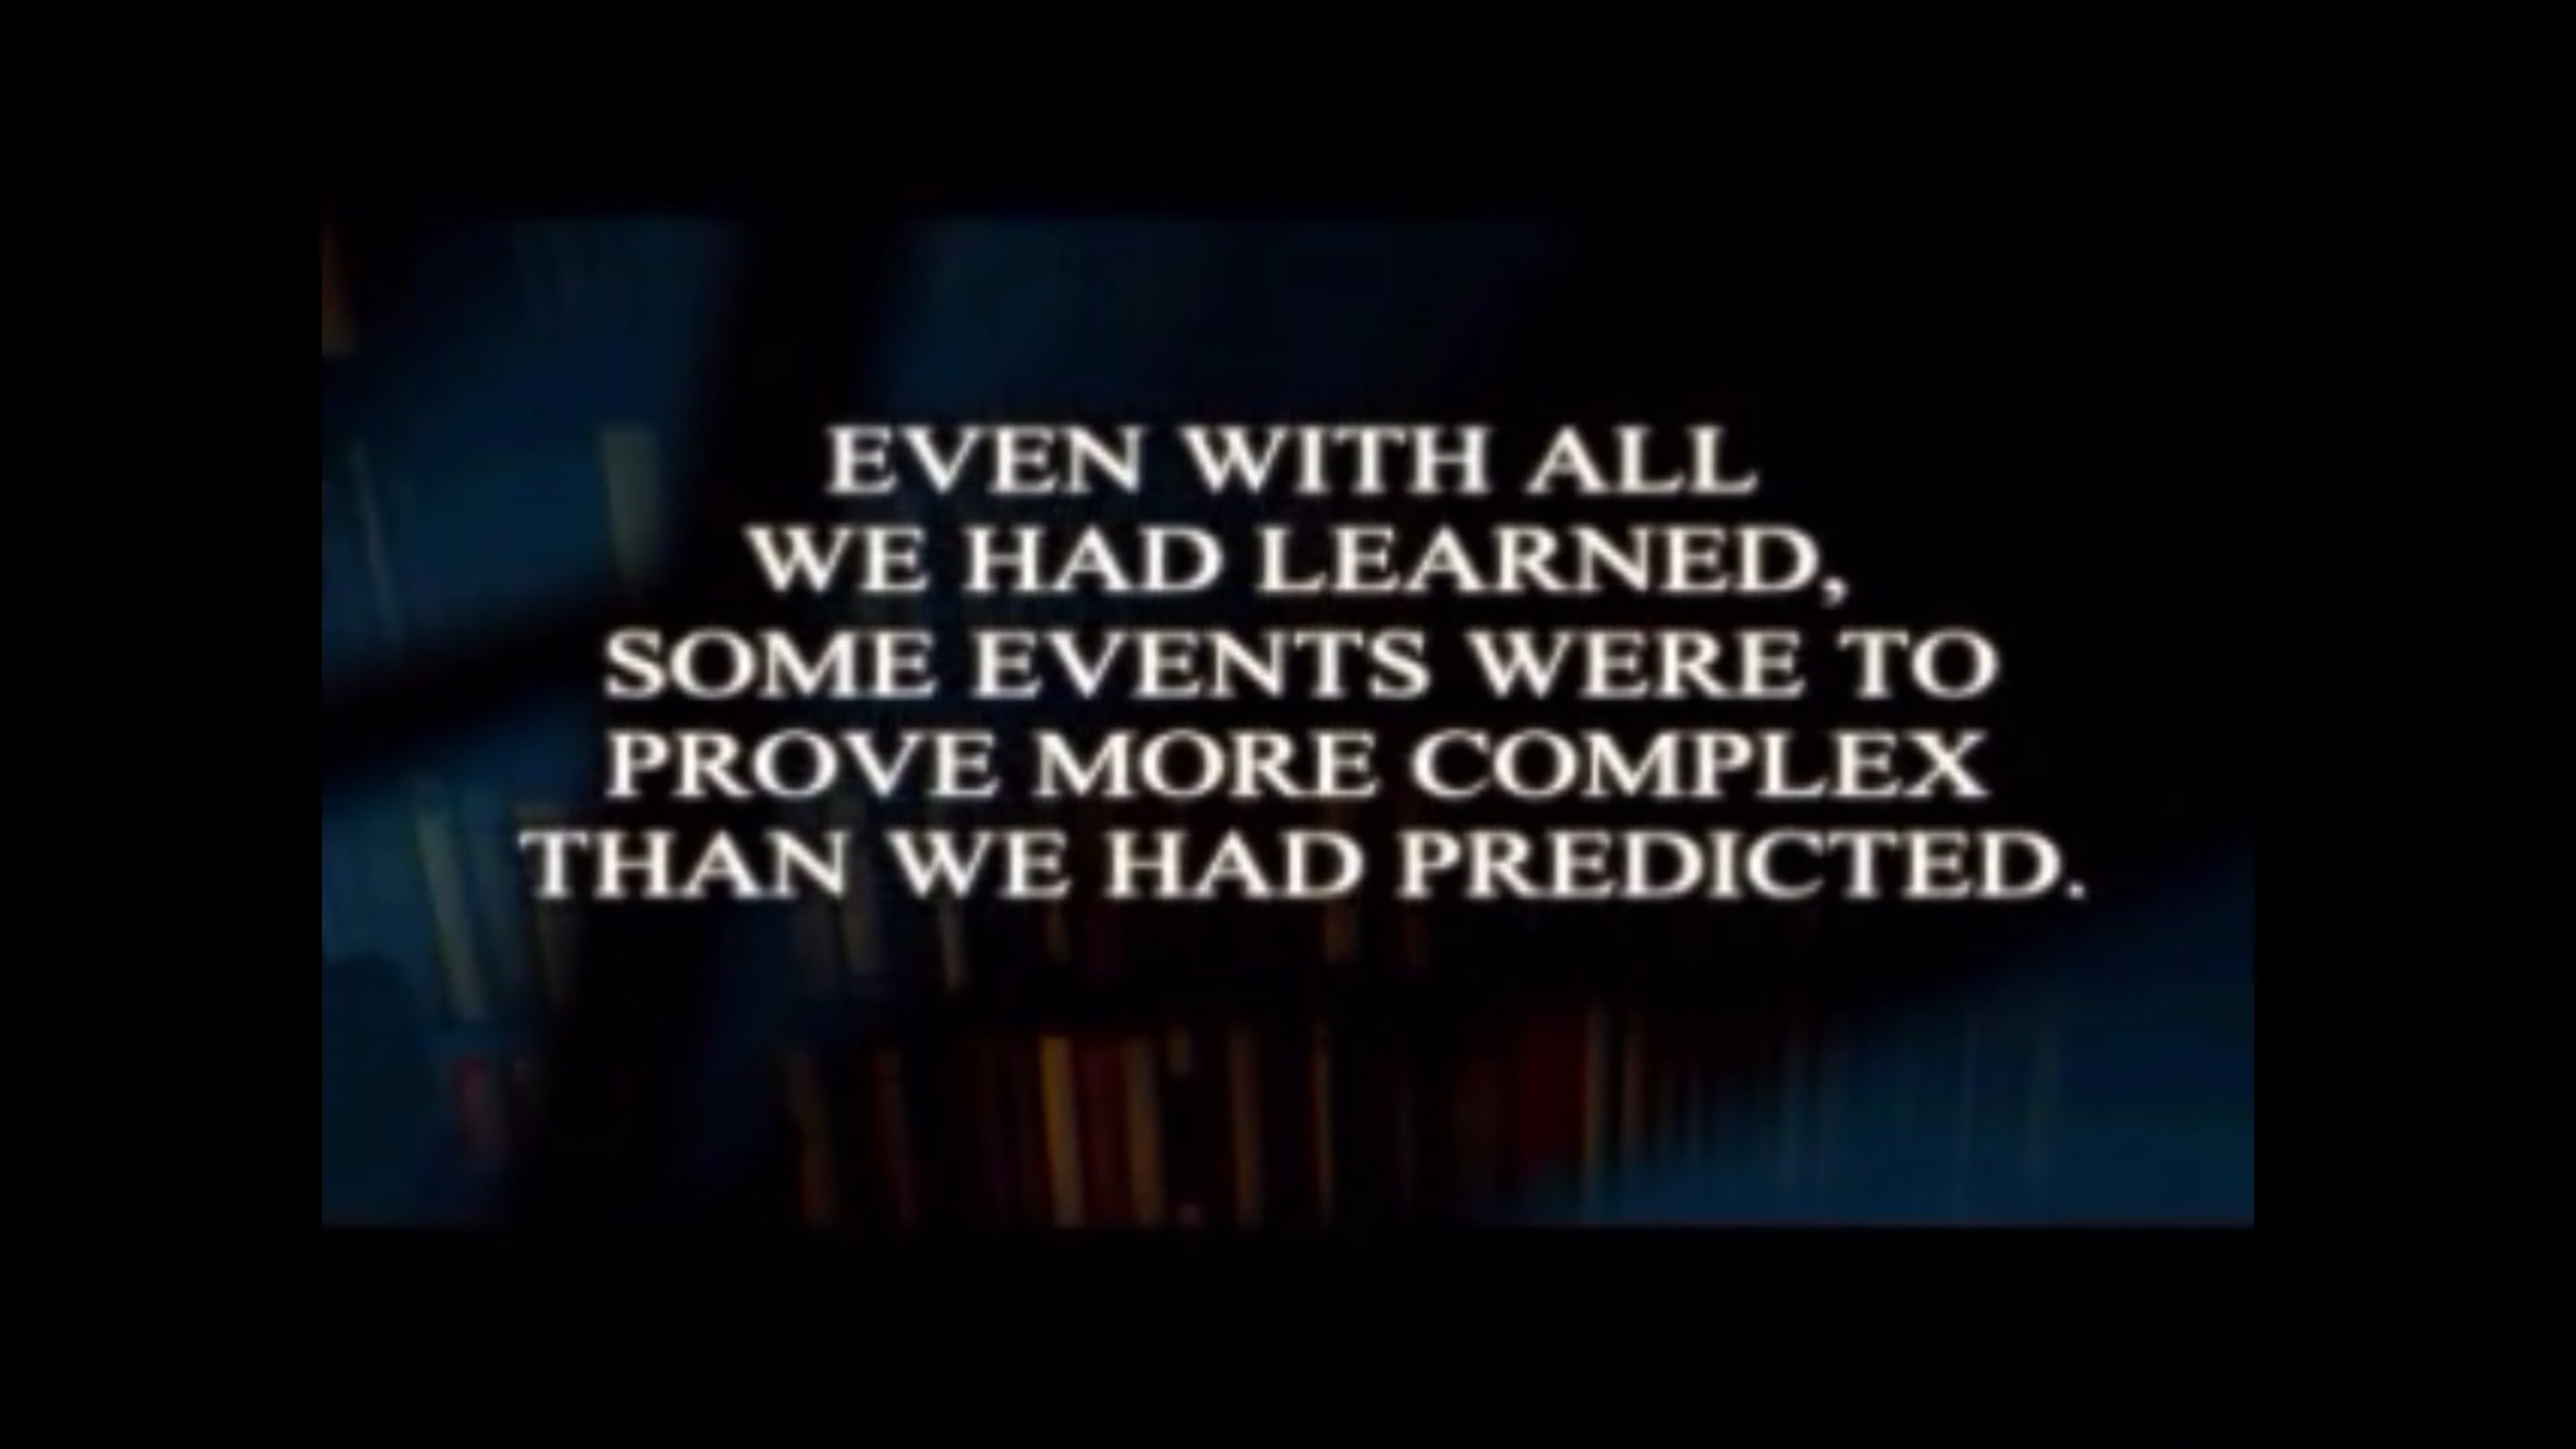 EVEN WITH ALL
WE HAD LEARNED,
SOME EVENTS WERE TO
PROVE MORE COMPLEX
THAN WE HAD PREDICTED.